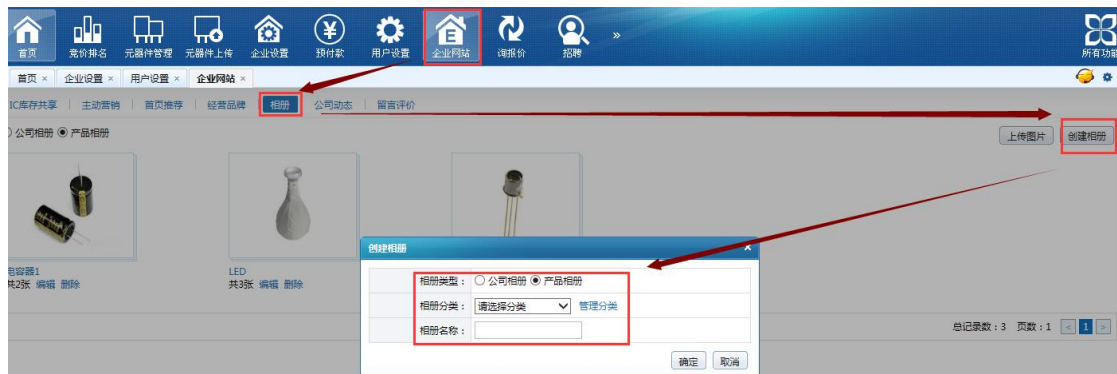 首页 竞价排名 元器件管理 元器件上传 企业设置 预付款 用户设置 企业网站 询报价 招聘 » 所有功能
首页 × 企业设置 × 用户设置 × 企业网站 ×
IC库存共享 主动营销 首页推荐 经营品牌 相册 公司动态 留言评价
公司相册 产品相册 上传图片 创建相册
电容器1 LED
共2张 编辑 删除 共3张 编辑 删除
创建相册 ×
相册类型： 公司相册 产品相册
相册分类： 请选择分类 管理分类
相册名称：
总记录数：3 页数：1 < 1 >
确定 取消